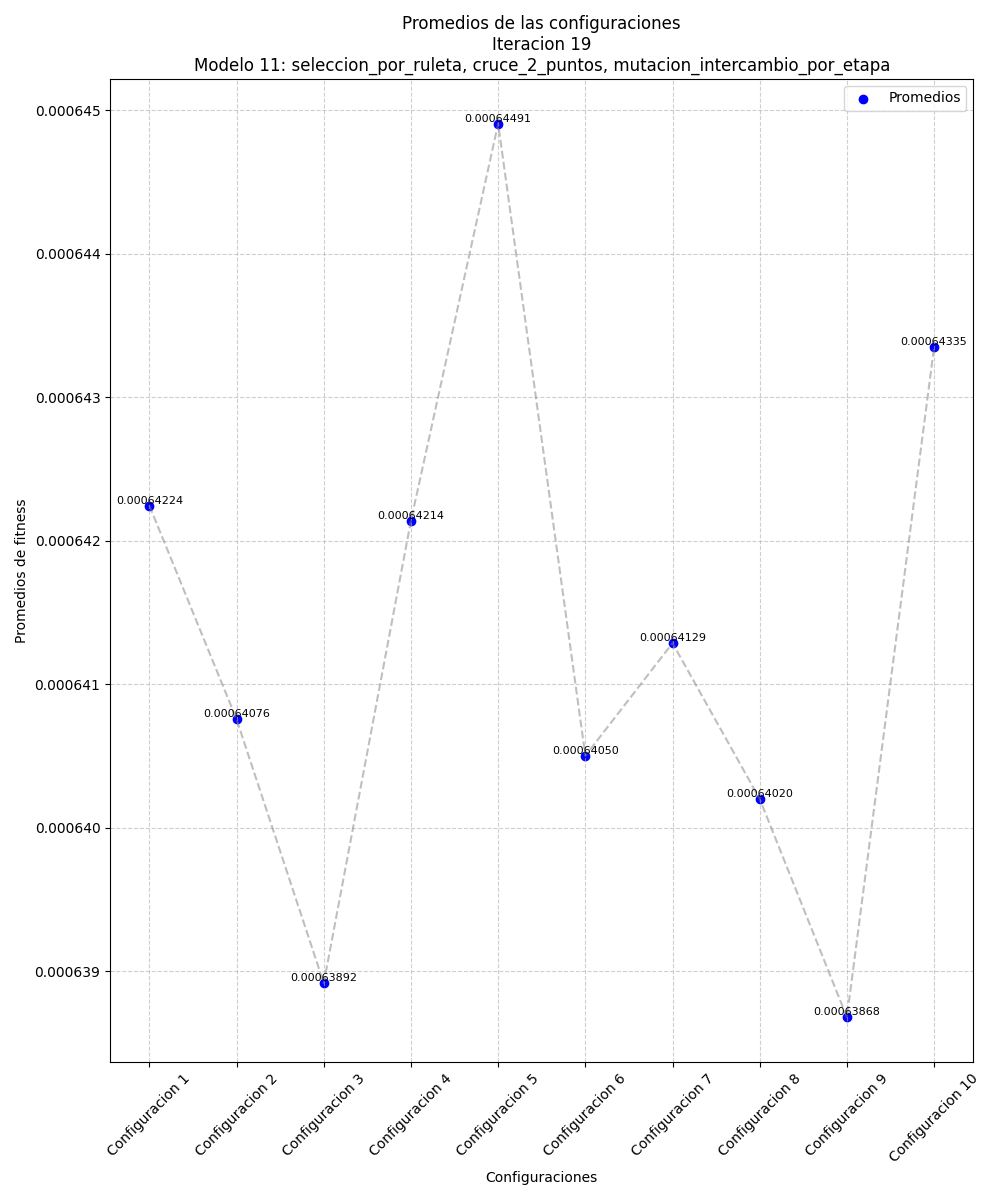 Promedios de las configuraciones
Iteracion 19
Modelo 11: seleccion_por_ruleta, cruce_2_puntos, mutacion_intercambio_por_etapa
Promedios
0.000645
0.000644
0.000643
0.000642
0.000641
0.000640
0.000639
Promedios de fitness
0.00064224
0.00064076
0.00063892
0.00064214
0.00064491
0.00064050
0.00064129
0.00064020
0.00063868
0.00064335
Configuracion 1
Configuracion 2
Configuracion 3
Configuracion 4
Configuracion 5
Configuracion 6
Configuracion 7
Configuracion 8
Configuracion 9
Configuracion 10
Configuraciones